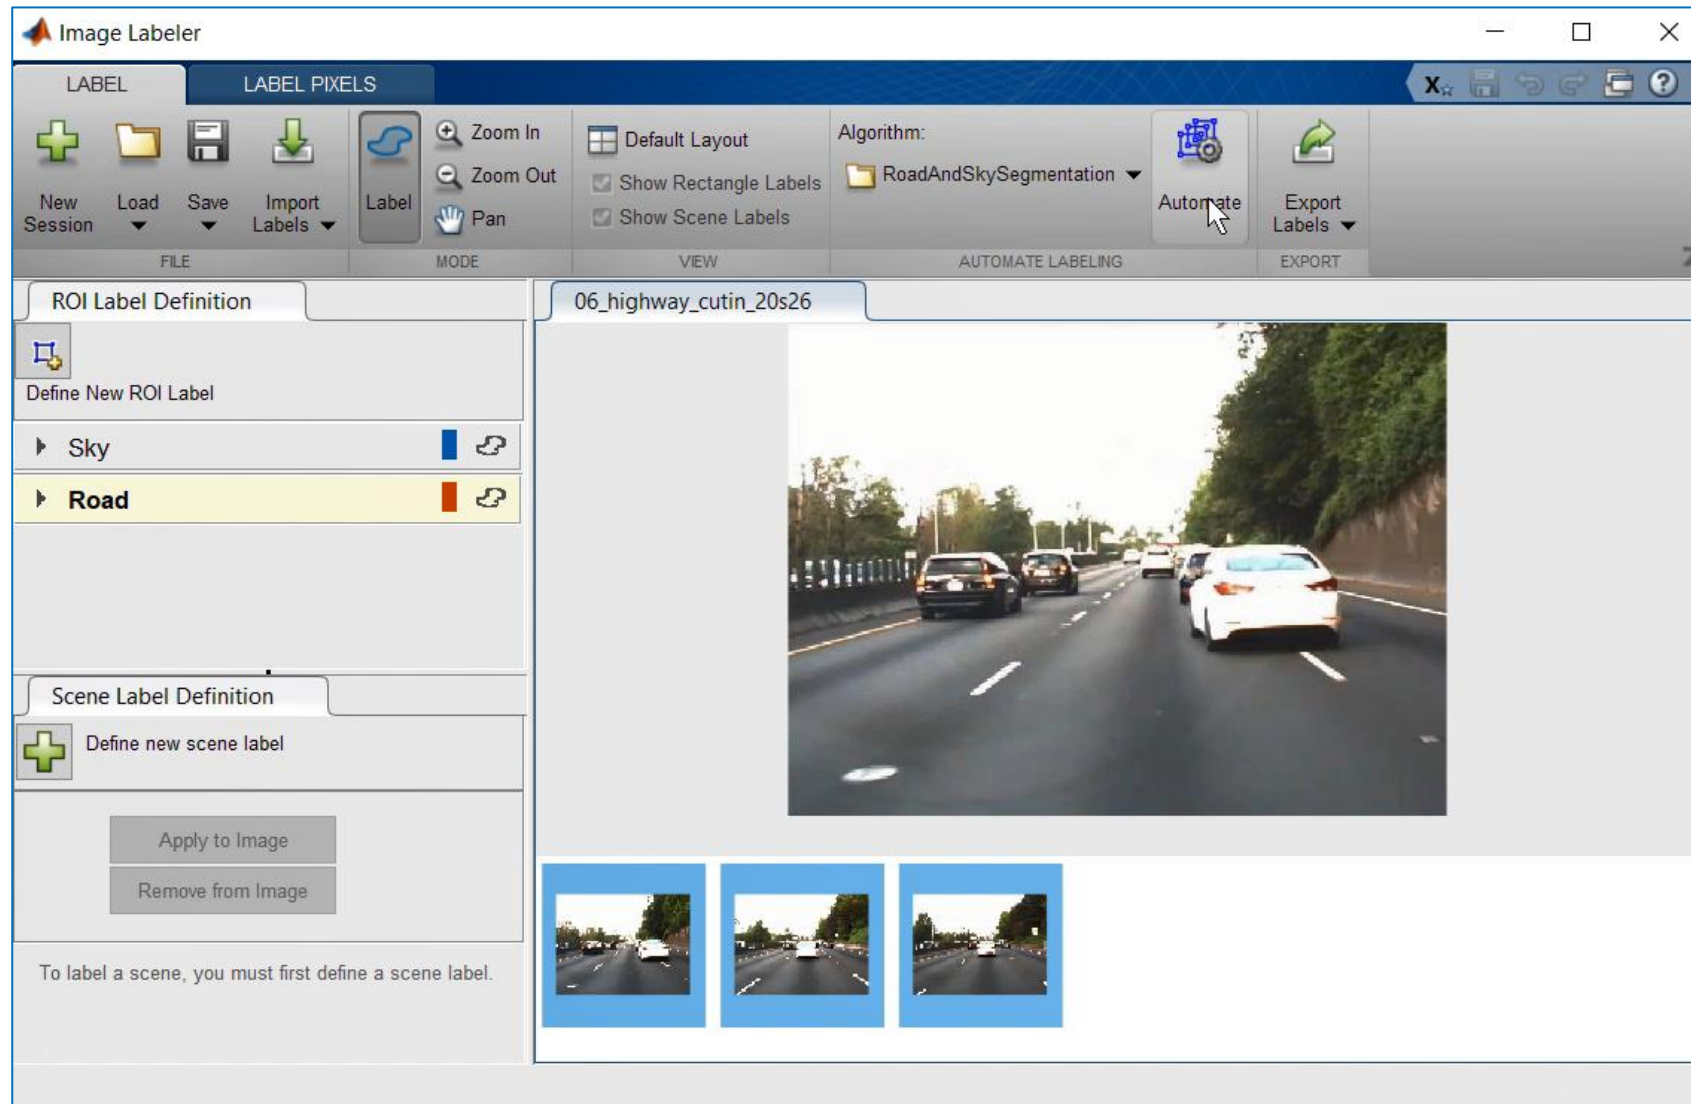 Image Labeler
LABEL
LABEL PIXELS
New
Session
Load
Save
Import
Labels
Label
Zoom In
Zoom Out
Pan
Default Layout
Show Rectangle Labels
Show Scene Labels
Algorithm:
RoadAndSkySegmentation
Automate
Export
Labels
FILE
MODE
VIEW
AUTOMATE LABELING
EXPORT
ROI Label Definition
06_highway_cutin_20s26
Define New ROI Label
Sky
Road
Scene Label Definition
Define new scene label
Apply to Image
Remove from Image
To label a scene, you must first define a scene label.